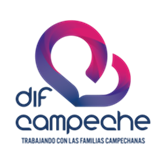 dif
campeche
TRABAJANDO CON LAS FAMILIAS CAMPECHANAS